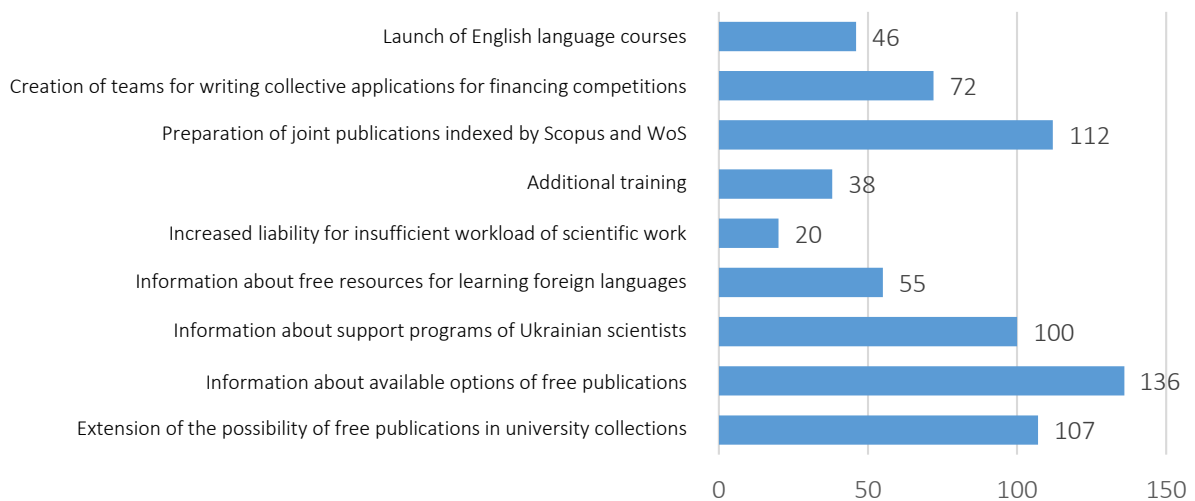 Launch of English language courses 46
Creation of teams for writing collective applications for financing competitions 72
Preparation of joint publications indexed by Scopus and WoS 112
Additional training 38
Increased liability for insufficient workload of scientific work 20
Information about free resources for learning foreign languages 55
Information about support programs of Ukrainian scientists 100
Information about available options of free publications 136
Extension of the possibility of free publications in university collections 107
0 50 100 150